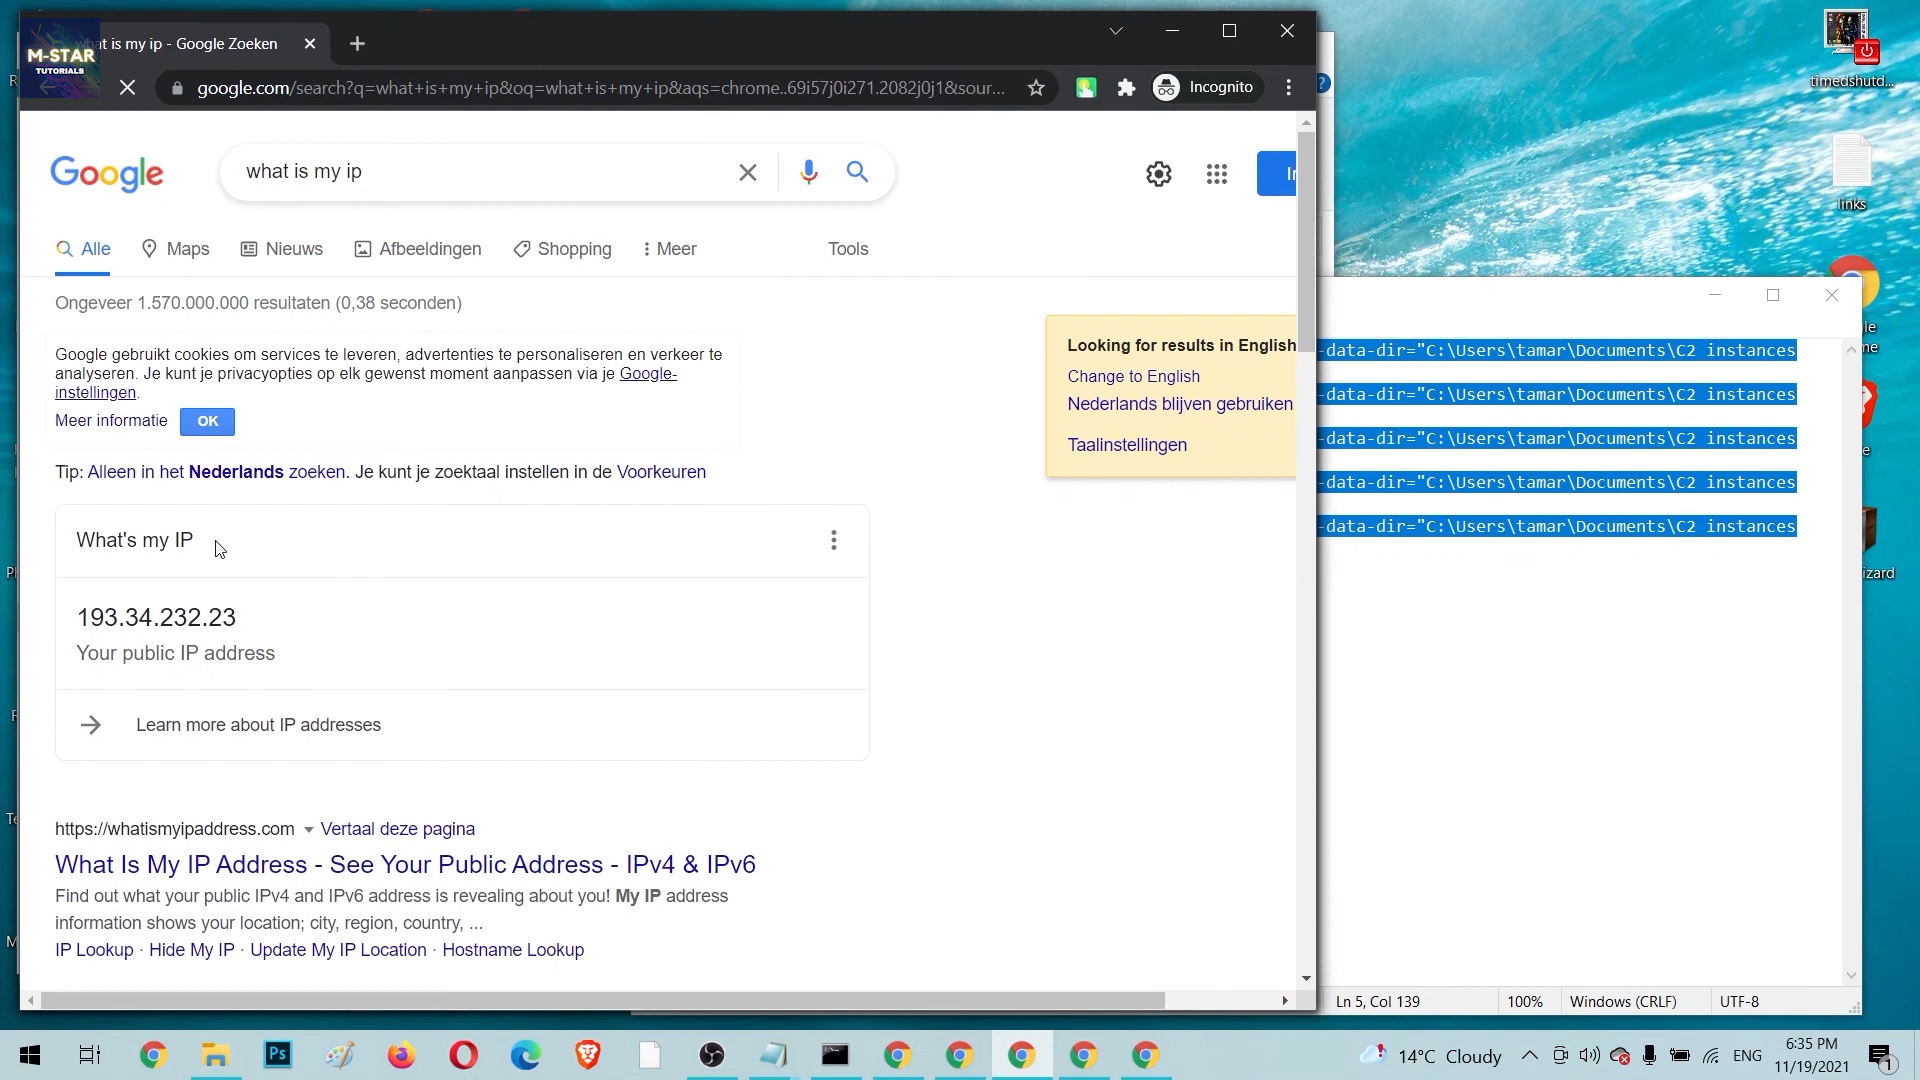 M-STAR
TUTORIALS
t is my ip - Google Zoeken
google.com/search?q=what+is+my+ip&oq=what+is+my+ip&aqs=chrome..69i57j0i271.2082j0j1&sour...
Incognito
Google
what is my ip
Alle
Maps
Nieuws
Afbeeldingen
Shopping
Meer
Tools
Ongeveer 1.570.000.000 resultaten (0,38 seconden)
Google gebruikt cookies om services te leveren, advertenties te personaliseren en verkeer te
analyseren. Je kunt je privacyopties op elk gewenst moment aanpassen via je Google-
instellingen.
Meer informatie
OK
Looking for results in English
Change to English
Nederlands blijven gebruiken
Taalinstellingen
Tip: Alleen in het Nederlands zoeken. Je kunt je zoektaal instellen in de Voorkeuren
What's my IP
193.34.232.23
Your public IP address
Learn more about IP addresses
https://whatismyipaddress.com
Vertaal deze pagina
What Is My IP Address - See Your Public Address - IPv4 & IPv6
Find out what your public IPv4 and IPv6 address is revealing about you! My IP address
information shows your location; city, region, country, ...
IP Lookup · Hide My IP · Update My IP Location · Hostname Lookup
-data-dir="C:\Users\tamar\Documents\C2 instances
-data-dir="C:\Users\tamar\Documents\C2 instances
-data-dir="C:\Users\tamar\Documents\C2 instances
-data-dir="C:\Users\tamar\Documents\C2 instances
-data-dir="C:\Users\tamar\Documents\C2 instances
Ln 5, Col 139
100%
Windows (CRLF)
UTF-8
timedshutd...
links
izard
Ps
14°C Cloudy
ENG
6:35 PM
11/19/2021
1